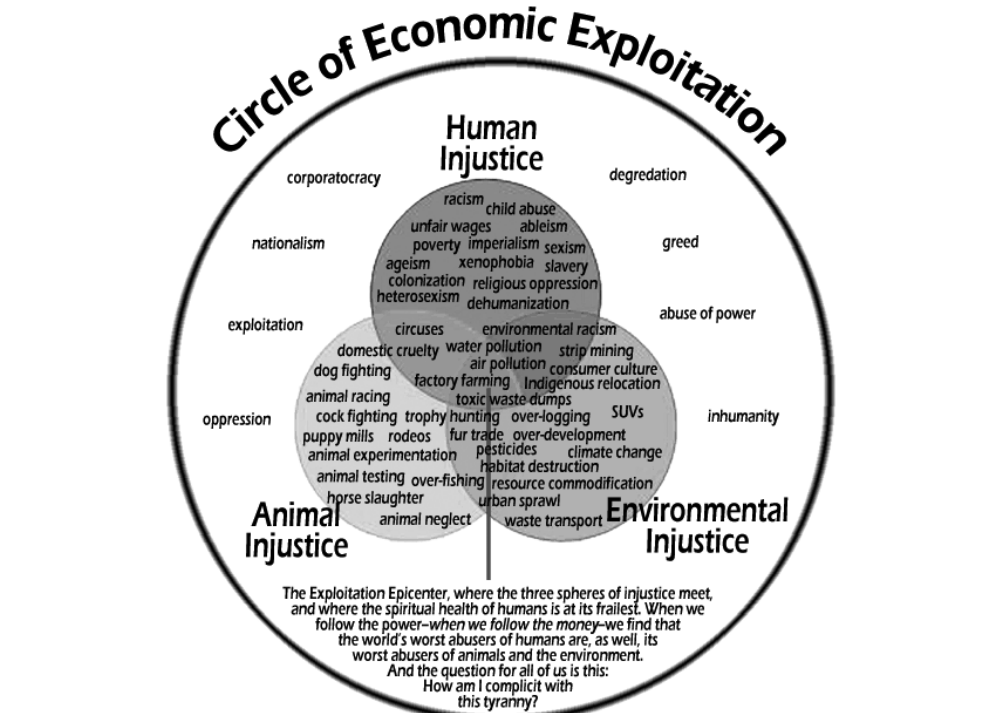 Circle of Economic Exploitation
Human
Injustice
corporatocracy
degredation
racism
child abuse
unfair wages
ableism
nationalism
poverty
imperialism
sexism
greed
ageism
xenophobia
slavery
colonization
religious oppression
heterosexism
dehumanization
abuse of power
exploitation
circuses
environmental racism
domestic cruelty
water pollution
strip mining
dog fighting
air pollution
consumer culture
factory farming
Indigenous relocation
animal racing
toxic waste dumps
oppression
cock fighting
trophy hunting
over-logging
SUVs
inhumanity
puppy mills
rodeos
fur trade
over-development
animal experimentation
pesticides
climate change
habitat destruction
animal testing
over-fishing
resource commodification
horse slaughter
urban sprawl
animal neglect
waste transport
Animal
Injustice
Environmental
Injustice
The Exploitation Epicenter, where the three spheres of injustice meet,
and where the spiritual health of humans is at its frailest. When we
follow the power–when we follow the money–we find that
the world's worst abusers of humans are, as well, its
worst abusers of animals and the environment.
And the question for all of us is this:
How am I complicit with
this tyranny?